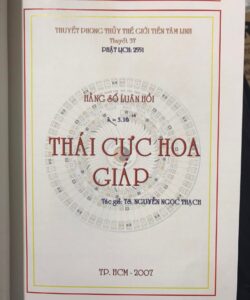 THUYẾT PHONG THỦY THẾ GIỚI TIỀN TÂM LINH
Thuyết 57
PHẬT LỊCH: 2551
HẰNG SỐ LUÂN HỒI
THÁI CỰC HOA
GIÁP
Tác giả: TS. NGUYỄN NGỌC THẠCH
TP. HCM - 2007